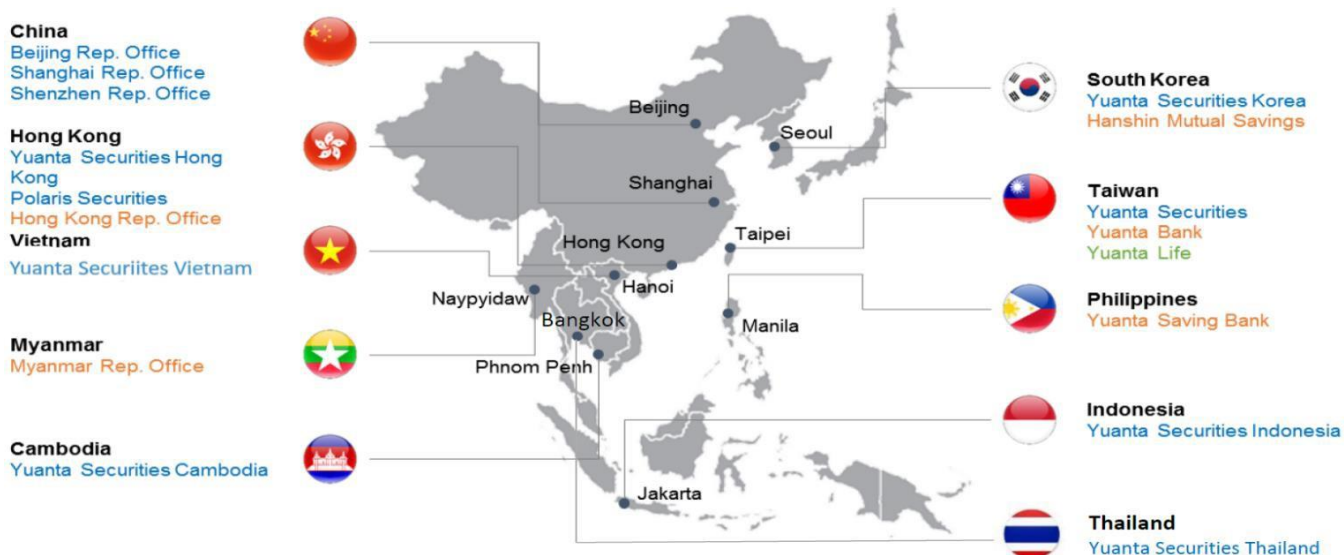 China
Beijing Rep. Office
Shanghai Rep. Office
Shenzhen Rep. Office
Hong Kong
Yuanta Securities Hong
Kong
Polaris Securities
Hong Kong Rep. Office
Vietnam
Yuanta Securiites Vietnam
Myanmar
Myanmar Rep. Office
Cambodia
Yuanta Securities Cambodia
Beijing
Seoul
Shanghai
Hong Kong
Taipei
Hanoi
Naypyidaw
Bangkok
Manila
Phnom Penh
Jakarta
South Korea
Yuanta Securities Korea
Hanshin Mutual Savings
Taiwan
Yuanta Securities
Yuanta Bank
Yuanta Life
Philippines
Yuanta Saving Bank
Indonesia
Yuanta Securities Indonesia
Thailand
Yuanta Securities Thailand